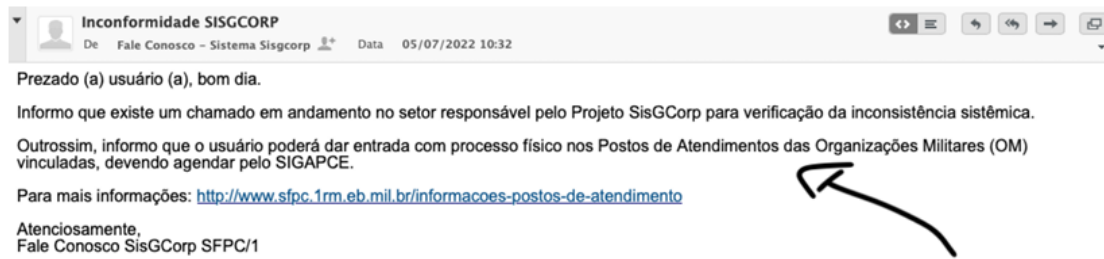 Inconformidade SISGCORP
De Fale Conosco – Sistema Sisgcorp Data 05/07/2022 10:32
Prezado (a) usuário (a), bom dia.
Informo que existe um chamado em andamento no setor responsável pelo Projeto SisGCorp para verificação da inconsistência sistêmica.
Outrossim, informo que o usuário poderá dar entrada com processo físico nos Postos de Atendimentos das Organizações Militares (OM)
vinculadas, devendo agendar pelo SIGAPCE.
Para mais informações: http://www.sfpc.1rm.eb.mil.br/informacoes-postos-de-atendimento
Atenciosamente,
Fale Conosco SisGCorp SFPC/1